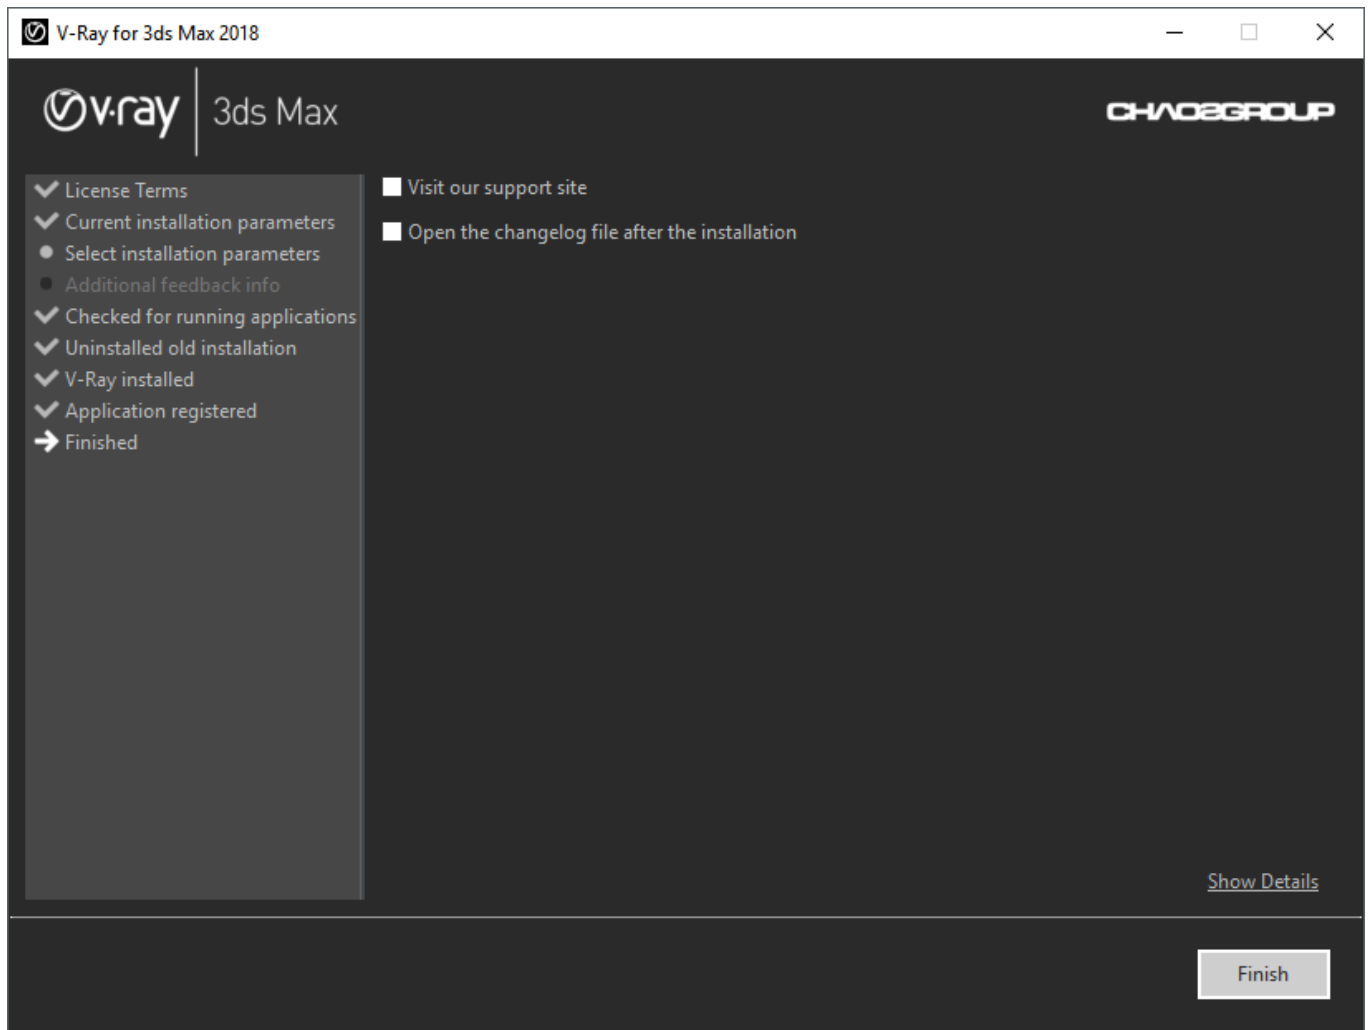 V-Ray for 3ds Max 2018
v·ray 3ds Max
CHAOSGROUP
License Terms
Current installation parameters
Select installation parameters
Additional feedback info
Checked for running applications
Uninstalled old installation
V-Ray installed
Application registered
Finished
Visit our support site
Open the changelog file after the installation
Show Details
Finish